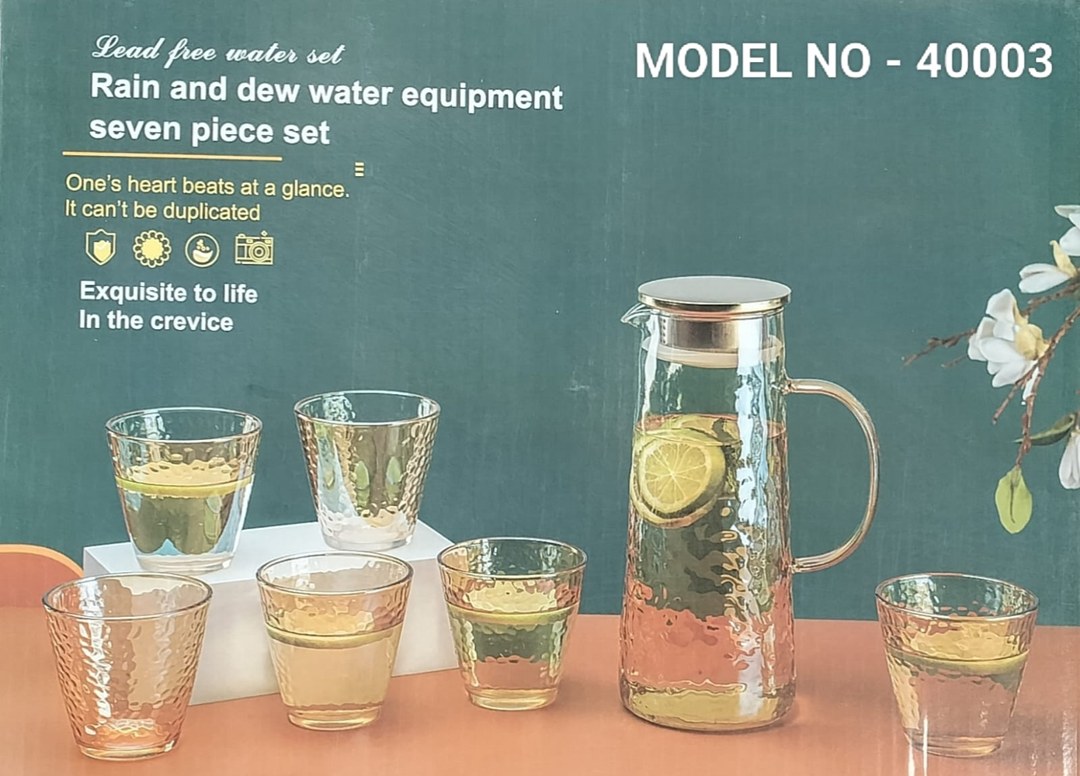 Lead free water set
Rain and dew water equipment
seven piece set
One's heart beats at a glance.
It can't be duplicated
Exquisite to life
In the crevice
MODEL NO - 40003